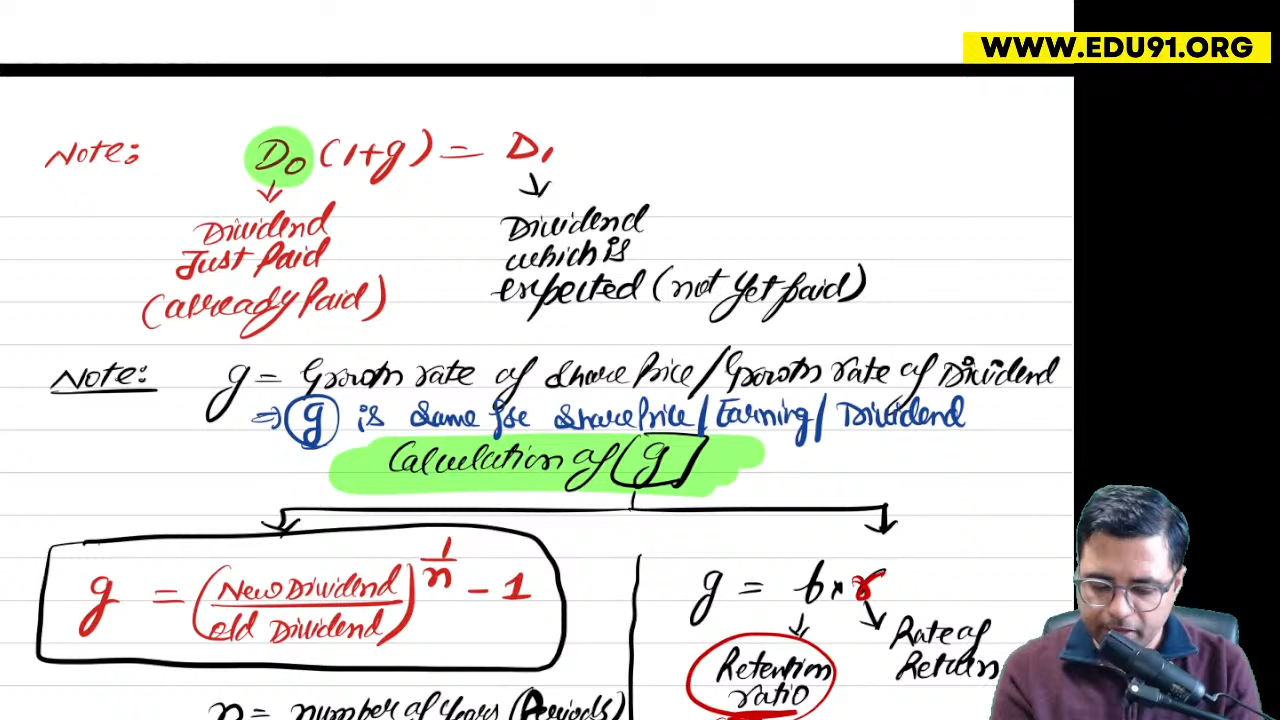 WWW.EDU91.ORG
Note: D0 (1+g) = D1
Dividend
Just Paid
(already Paid)
Dividend
which is
expected (not yet paid)
Note: g = Growth rate of Share Price / Growth rate of Dividend
⇒ g is same for Share Price / Earning / Dividend
Calculation of g
g = (New Dividend / old Dividend)^(1/n) - 1
n = number of years (Periods)
g = b × r
Retention
ratio
Rate of
Return